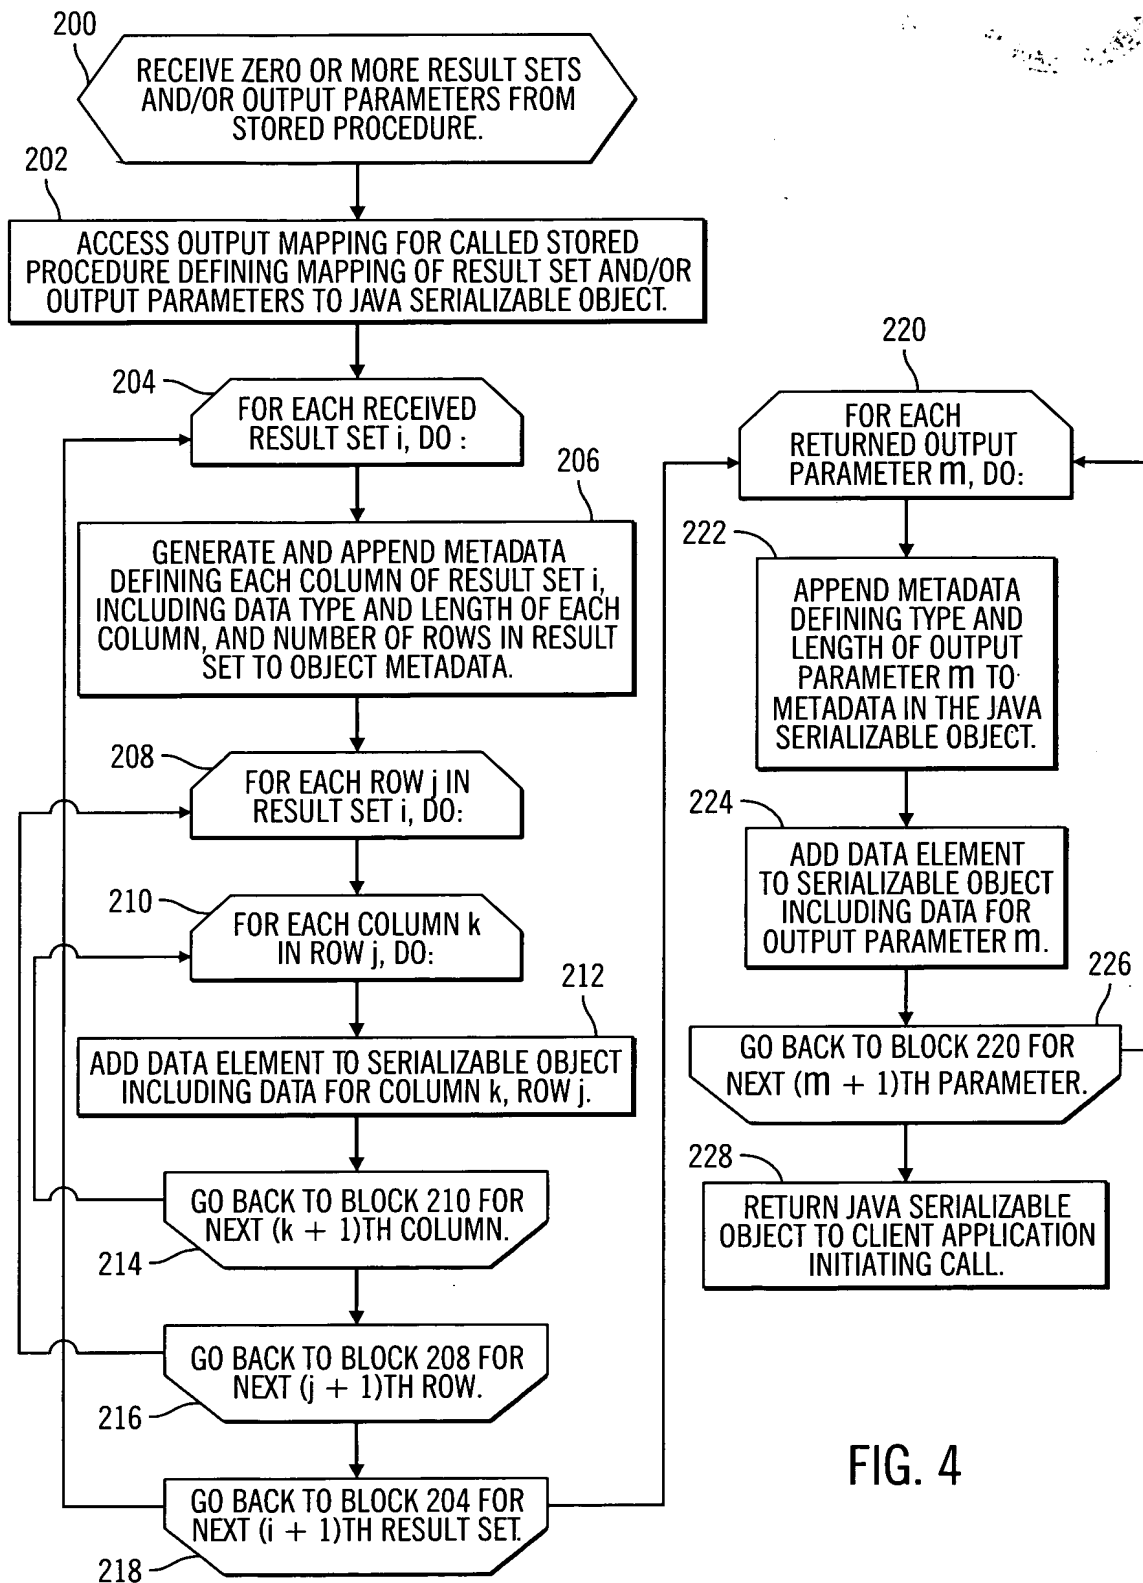 200
RECEIVE ZERO OR MORE RESULT SETS
AND/OR OUTPUT PARAMETERS FROM
STORED PROCEDURE.
202
ACCESS OUTPUT MAPPING FOR CALLED STORED
PROCEDURE DEFINING MAPPING OF RESULT SET AND/OR
OUTPUT PARAMETERS TO JAVA SERIALIZABLE OBJECT.
204
FOR EACH RECEIVED
RESULT SET i, DO :
206
GENERATE AND APPEND METADATA
DEFINING EACH COLUMN OF RESULT SET i,
INCLUDING DATA TYPE AND LENGTH OF EACH
COLUMN, AND NUMBER OF ROWS IN RESULT
SET TO OBJECT METADATA.
208
FOR EACH ROW j IN
RESULT SET i, DO:
210
FOR EACH COLUMN k
IN ROW j, DO:
212
ADD DATA ELEMENT TO SERIALIZABLE OBJECT
INCLUDING DATA FOR COLUMN k, ROW j.
GO BACK TO BLOCK 210 FOR
NEXT (k + 1)TH COLUMN.
214
GO BACK TO BLOCK 208 FOR
NEXT (j + 1)TH ROW.
216
GO BACK TO BLOCK 204 FOR
NEXT (i + 1)TH RESULT SET.
218
220
FOR EACH
RETURNED OUTPUT
PARAMETER m, DO:
222
APPEND METADATA
DEFINING TYPE AND
LENGTH OF OUTPUT
PARAMETER m TO
METADATA IN THE JAVA
SERIALIZABLE OBJECT.
224
ADD DATA ELEMENT
TO SERIALIZABLE OBJECT
INCLUDING DATA FOR
OUTPUT PARAMETER m.
226
GO BACK TO BLOCK 220 FOR
NEXT (m + 1)TH PARAMETER.
228
RETURN JAVA SERIALIZABLE
OBJECT TO CLIENT APPLICATION
INITIATING CALL.
FIG. 4